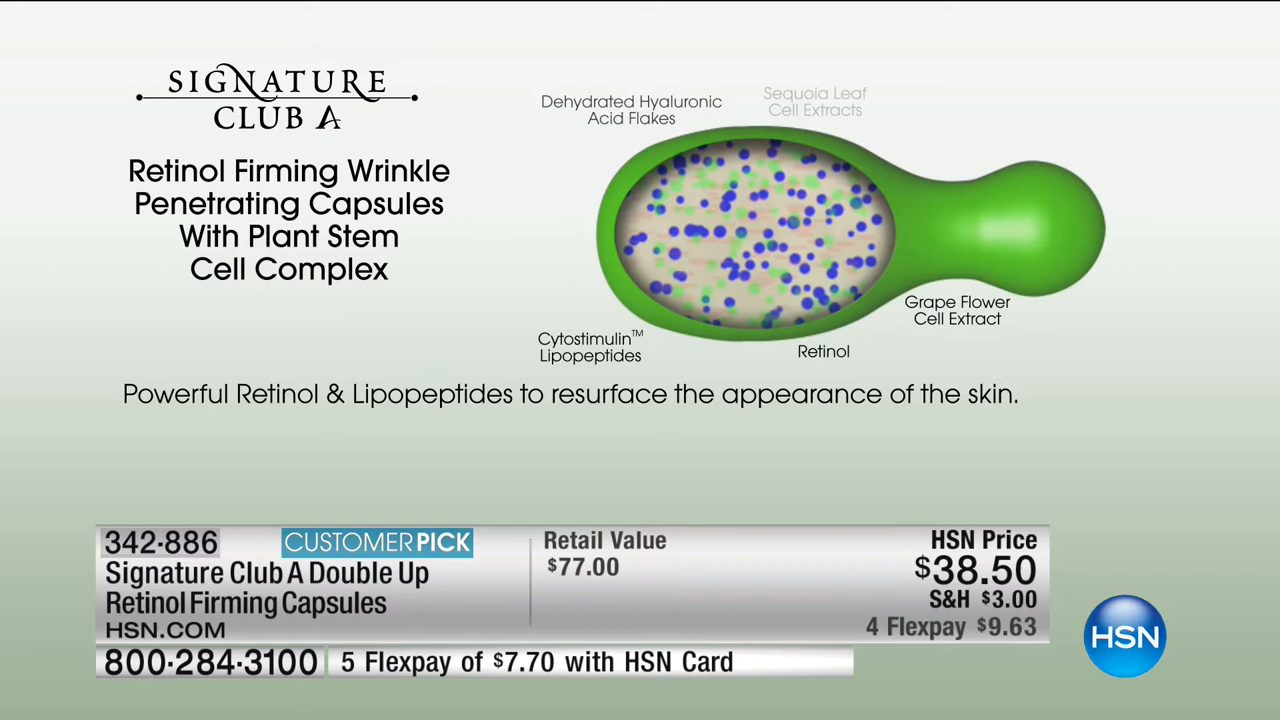 SIGNATURE
CLUB A
Retinol Firming Wrinkle
Penetrating Capsules
With Plant Stem
Cell Complex
Dehydrated Hyaluronic
Acid Flakes
Sequoia Leaf
Cell Extracts
Grape Flower
Cell Extract
Cytostimulin™
Lipopeptides
Retinol
Powerful Retinol & Lipopeptides to resurface the appearance of the skin.
342-886 CUSTOMER PICK
Signature Club A Double Up
Retinol Firming Capsules
HSN.COM
Retail Value
$77.00
HSN Price
$38.50
S&H $3.00
4 Flexpay $9.63
800-284-3100 5 Flexpay of $7.70 with HSN Card
HSN